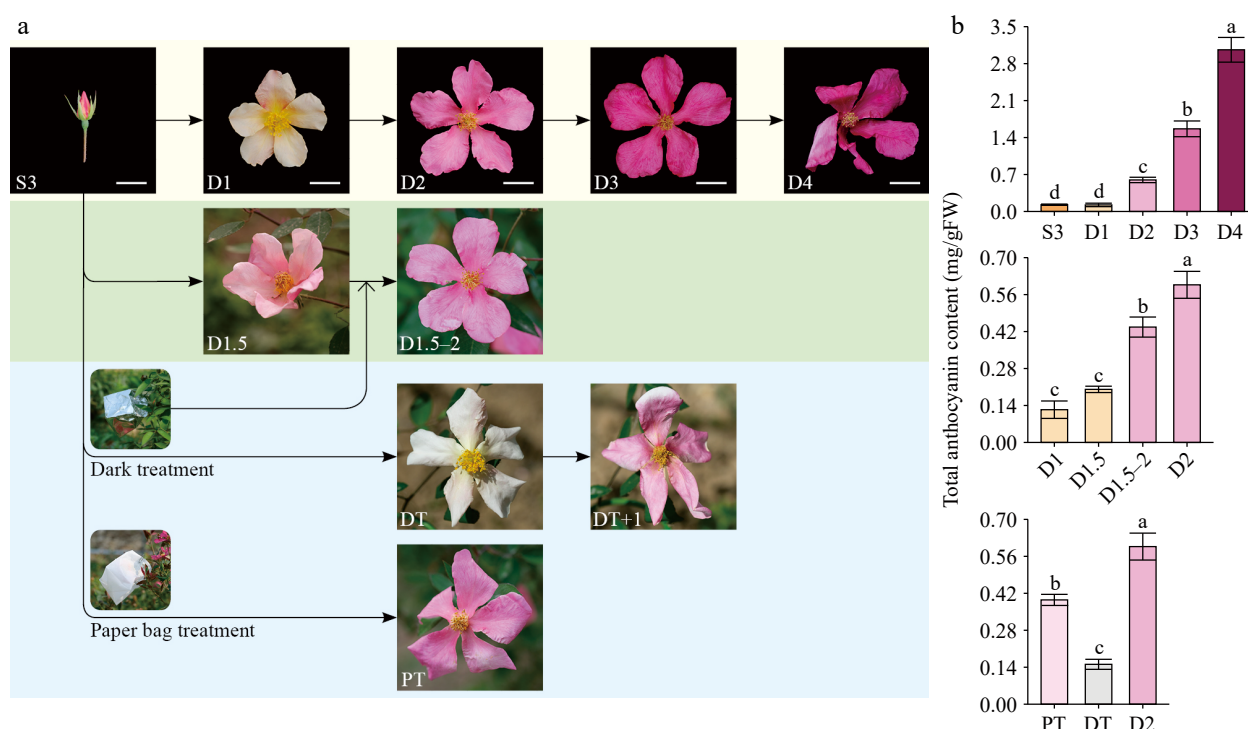 a
S3
D1
D2
D3
D4
D1.5
D1.5–2
Dark treatment
DT
DT+1
Paper bag treatment
PT
b
Total anthocyanin content (mg/gFW)
3.5
2.8
2.1
1.4
0.7
0.0
d
d
c
b
a
S3 D1 D2 D3 D4
0.70
0.56
0.42
0.28
0.14
0.00
c
c
b
a
D1 D1.5 D1.5–2 D2
0.70
0.56
0.42
0.28
0.14
0.00
b
c
a
PT DT D2